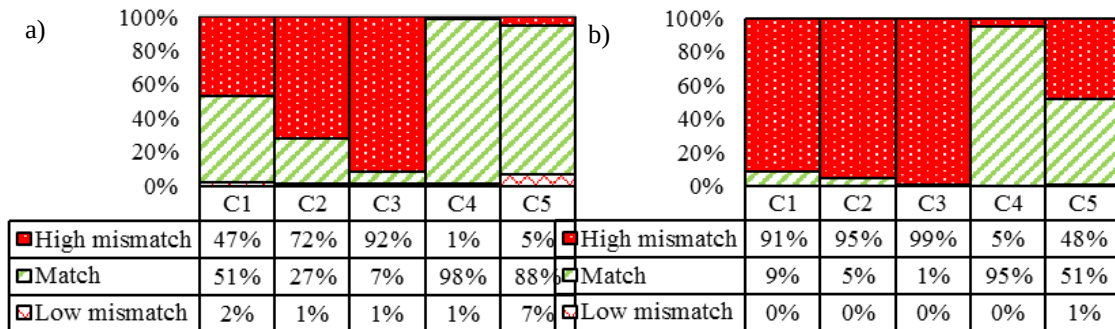 a)
100%
80%
60%
40%
20%
0%
C1 C2 C3 C4 C5
High mismatch 47% 72% 92% 1% 5%
Match 51% 27% 7% 98% 88%
Low mismatch 2% 1% 1% 1% 7%
b)
100%
80%
60%
40%
20%
0%
C1 C2 C3 C4 C5
High mismatch 91% 95% 99% 5% 48%
Match 9% 5% 1% 95% 51%
Low mismatch 0% 0% 0% 0% 1%